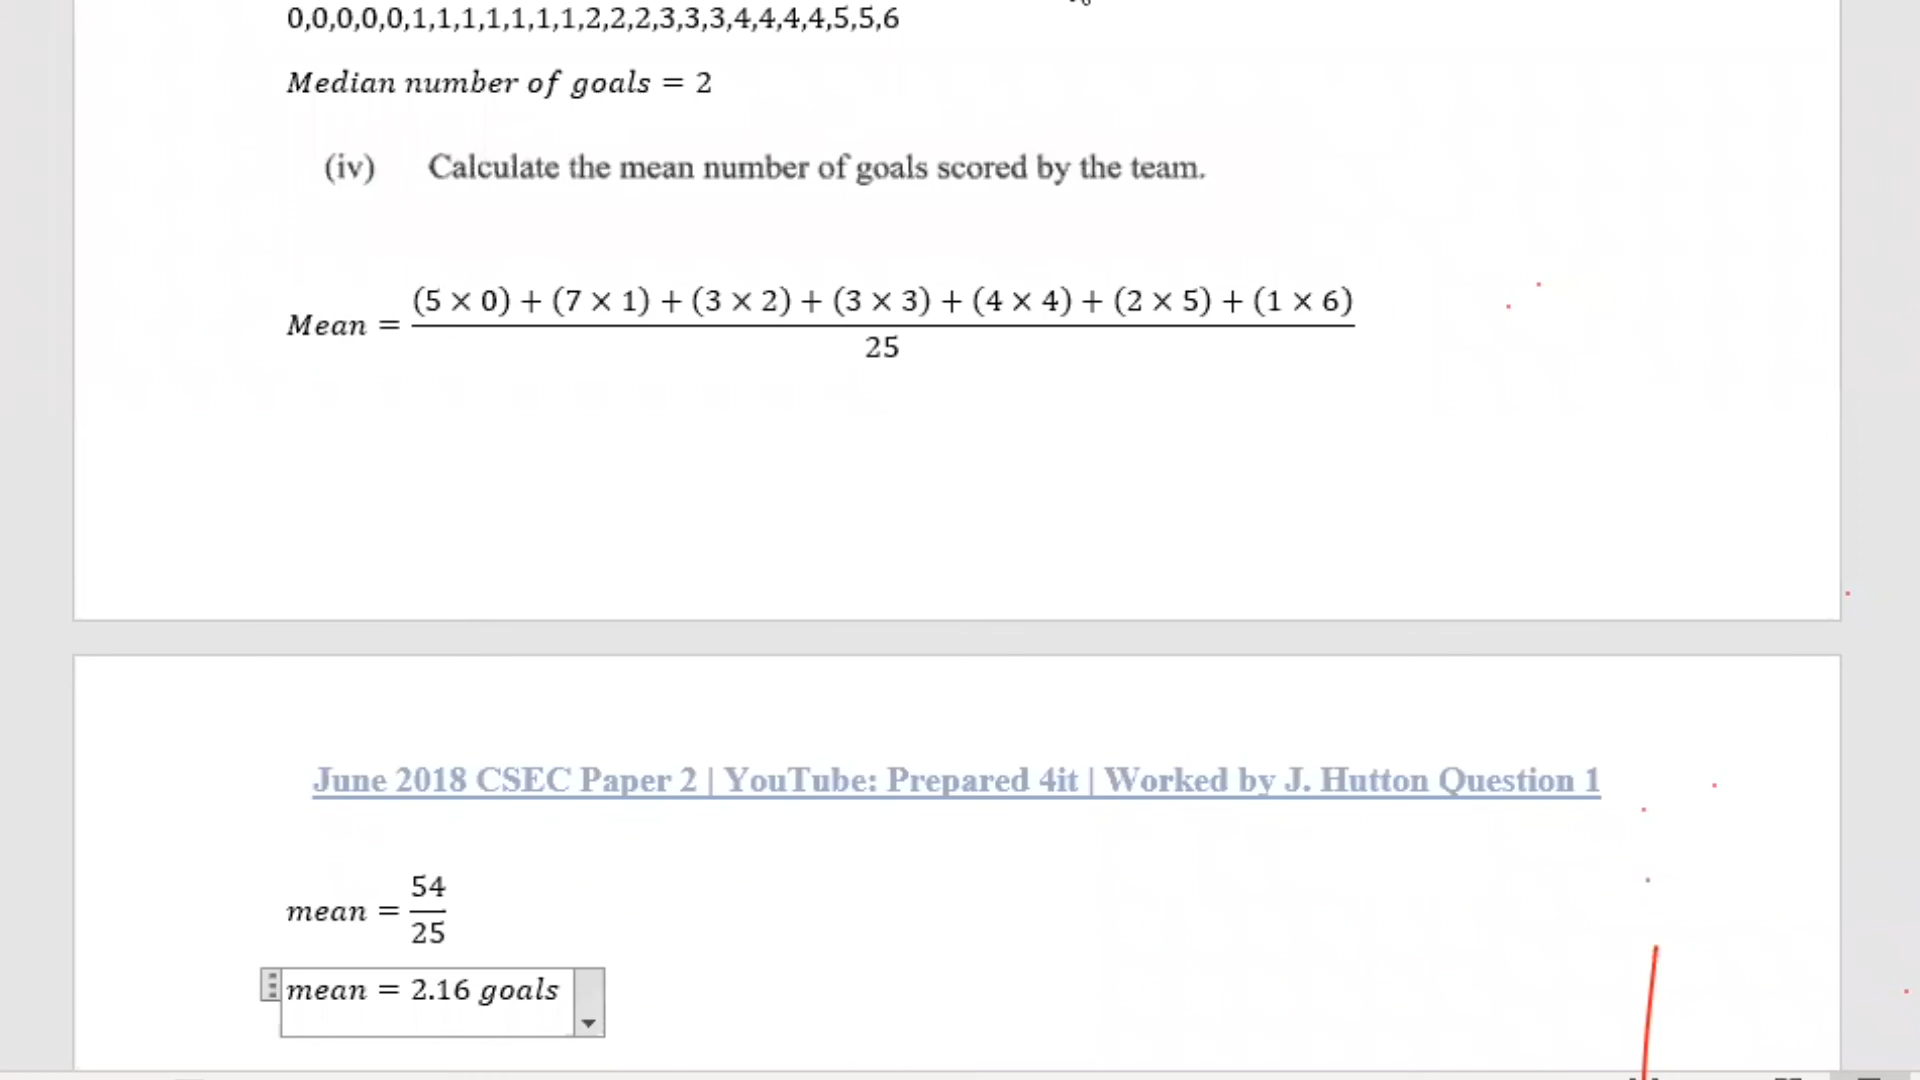 0,0,0,0,0,1,1,1,1,1,1,1,2,2,2,3,3,3,4,4,4,4,5,5,6
Median number of goals = 2
(iv) Calculate the mean number of goals scored by the team.
Mean = (5 × 0) + (7 × 1) + (3 × 2) + (3 × 3) + (4 × 4) + (2 × 5) + (1 × 6)
25
June 2018 CSEC Paper 2 | YouTube: Prepared 4it | Worked by J. Hutton Question 1
mean = 54
25
mean = 2.16 goals